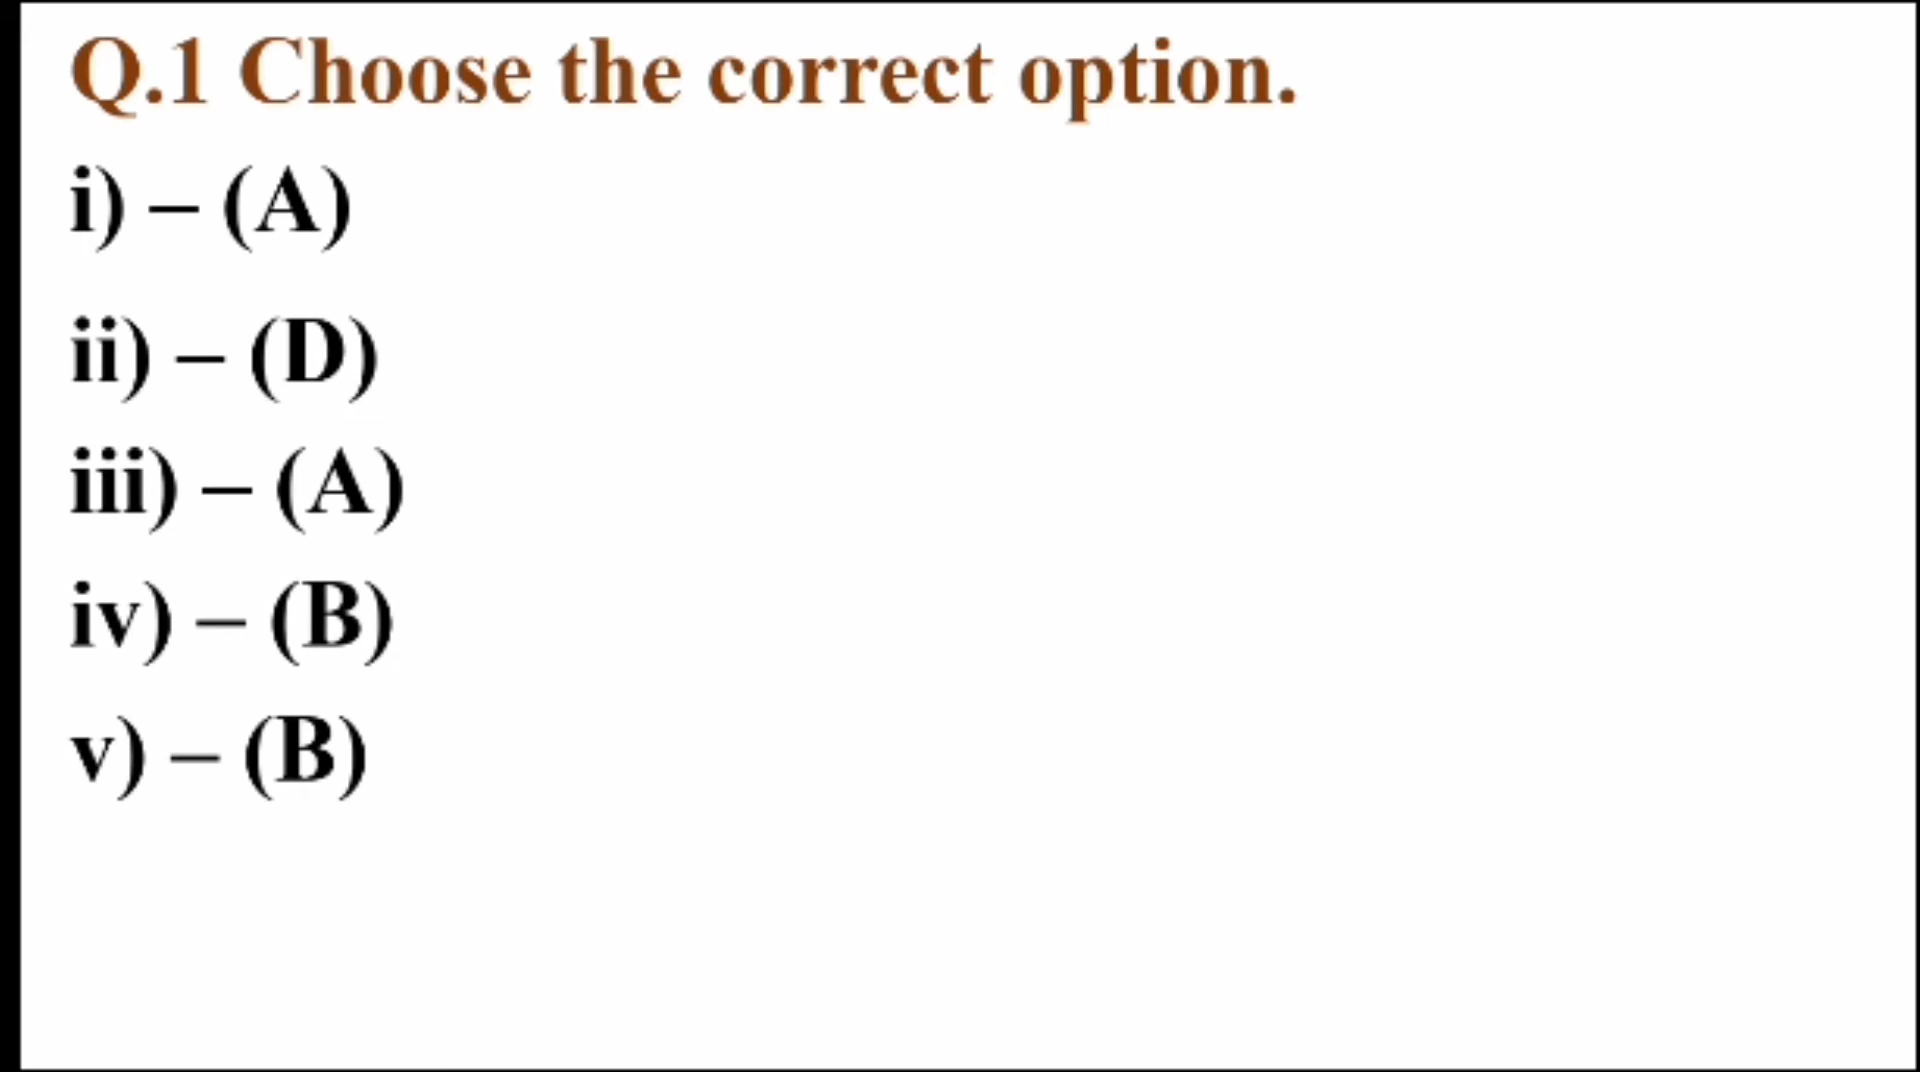 Q.1 Choose the correct option.
i) – (A)
ii) – (D)
iii) – (A)
iv) – (B)
v) – (B)